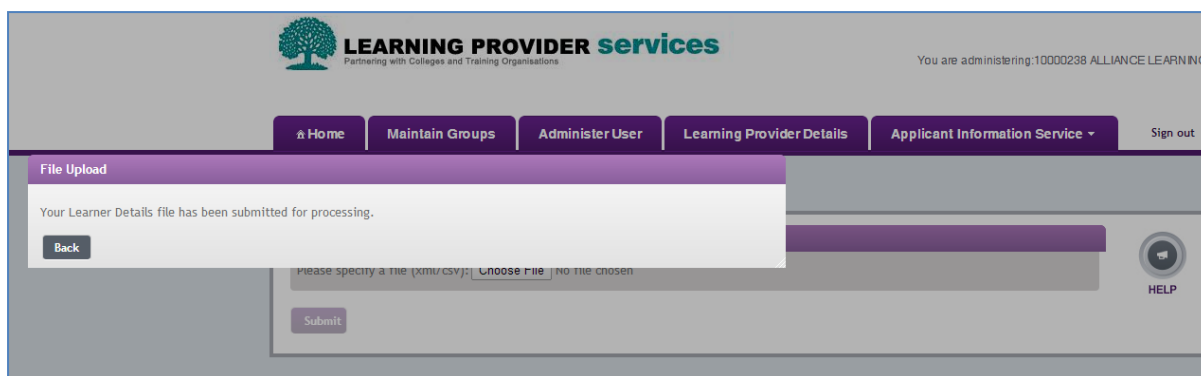 LEARNING PROVIDER services
Partnering with Colleges and Training Organisations
You are administering:10000238 ALLIANCE LEARNING
Home Maintain Groups Administer User Learning Provider Details Applicant Information Service Sign out
File Upload
Your Learner Details file has been submitted for processing.
Back
Please specify a file (xml/csv): Choose File No file chosen
HELP
Submit